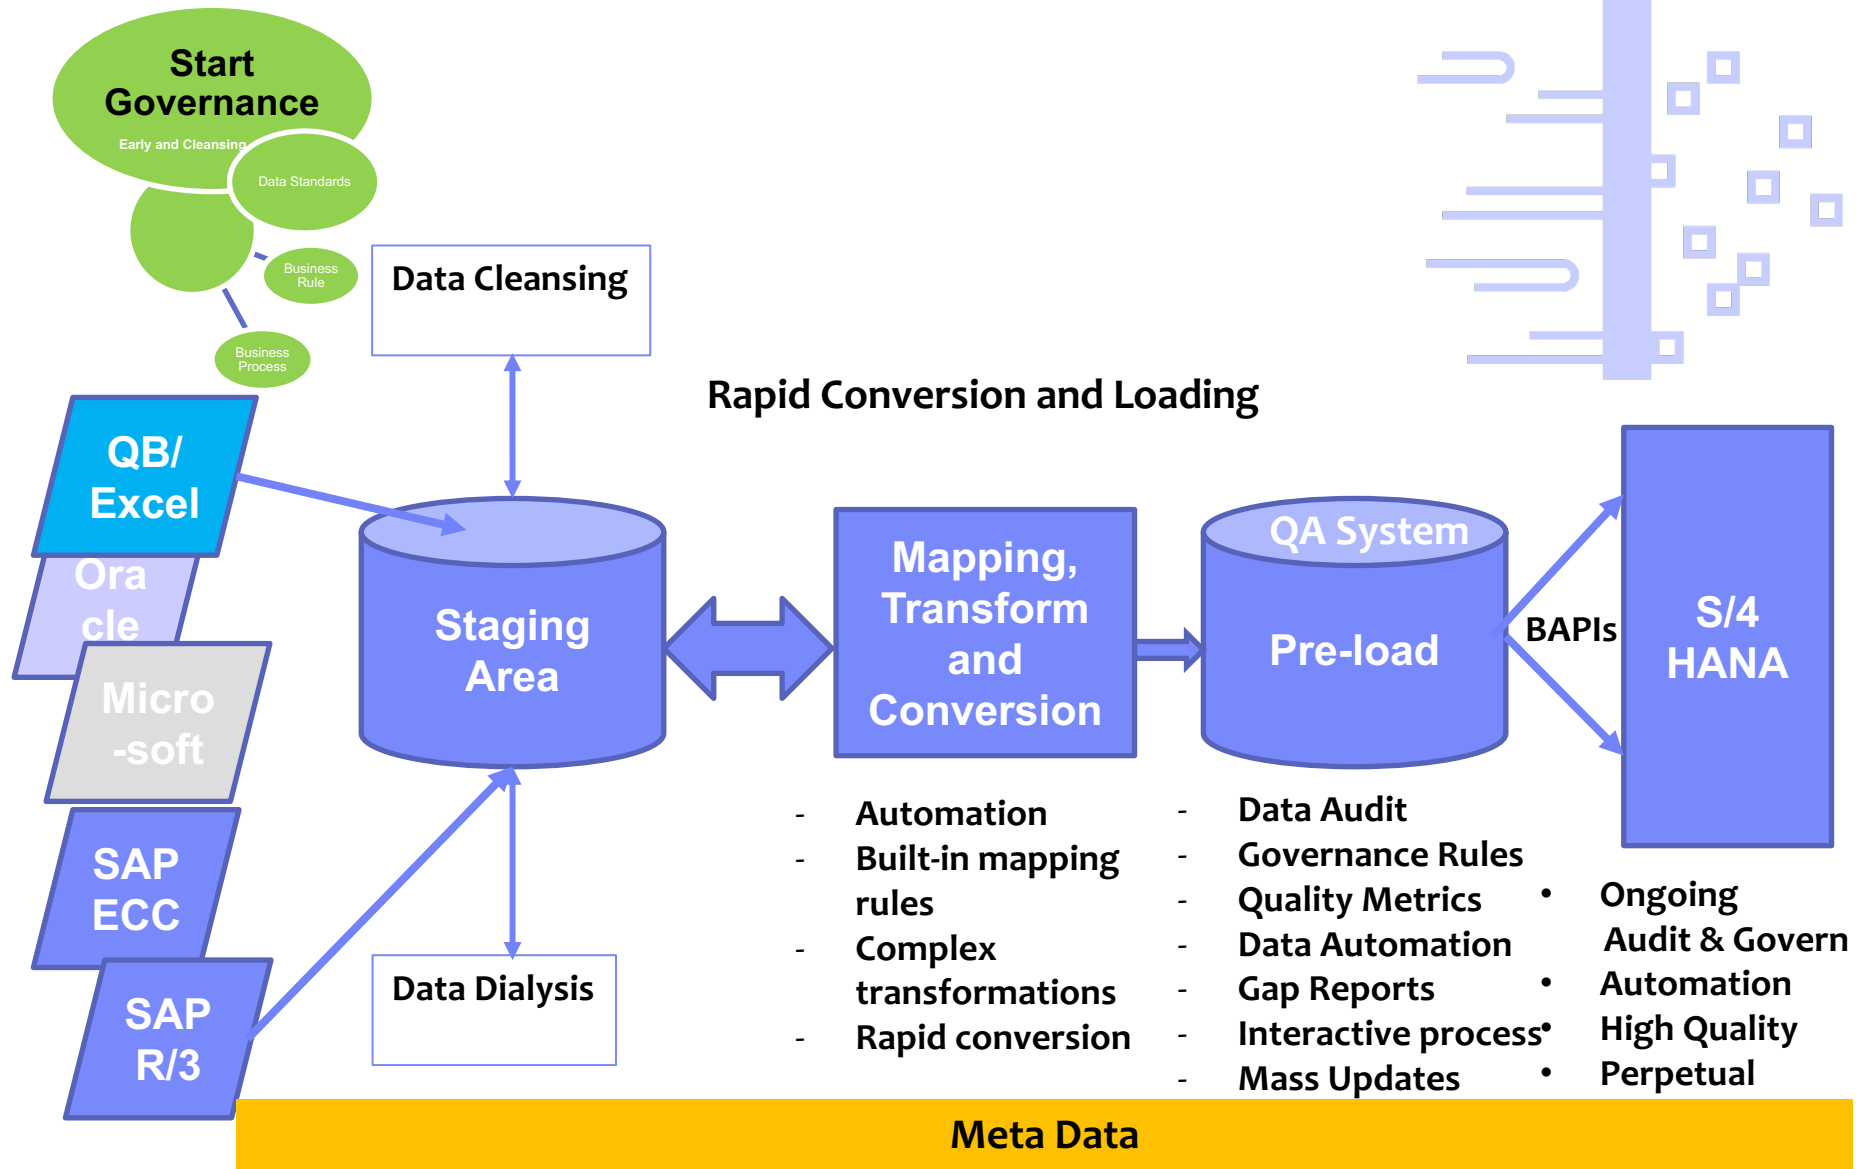 Start
Governance
Early and Cleansing
Data Standards
Business
Rule
Business
Process
Data Cleansing
Rapid Conversion and Loading
QB/
Excel
Ora
cle
Micro
-soft
SAP
ECC
SAP
R/3
Staging
Area
Data Dialysis
Mapping,
Transform
and
Conversion
QA System
Pre-load
BAPIs
S/4
HANA
- Automation
- Built-in mapping
rules
- Complex
transformations
- Rapid conversion
- Data Audit
- Governance Rules
- Quality Metrics
- Data Automation
- Gap Reports
- Interactive process
- Mass Updates
• Ongoing
Audit & Govern
• Automation
• High Quality
• Perpetual
Meta Data